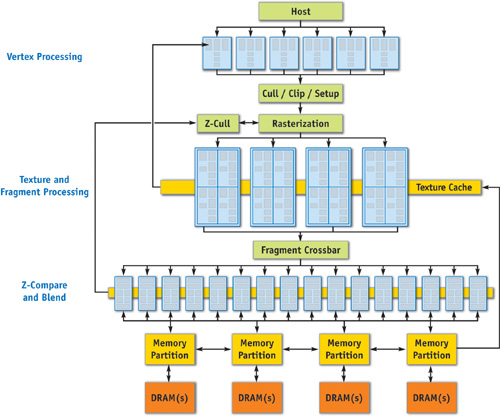 Host
Vertex Processing
Cull / Clip / Setup
Z-Cull
Rasterization
Texture and
Fragment Processing
Texture Cache
Fragment Crossbar
Z-Compare
and Blend
Memory
Partition
Memory
Partition
Memory
Partition
Memory
Partition
DRAM(s)
DRAM(s)
DRAM(s)
DRAM(s)